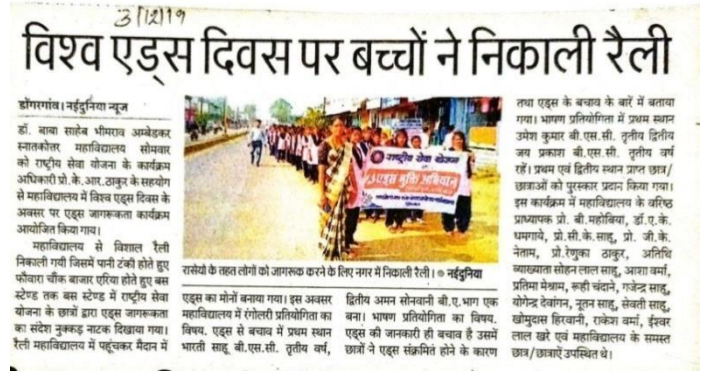 3/12/19
विश्व एड्स दिवस पर बच्चों ने निकाली रैली
डोंगरगांव। नईदुनिया न्यूज
डॉ. बाबा साहेब भीमराव अम्बेडकर
स्नातकोत्तर महाविद्यालय सोमवार
को राष्ट्रीय सेवा योजना के कार्यक्रम
अधिकारी प्रो.के.आर.ठाकुर के सहयोग
से महाविद्यालय में विश्व एड्स दिवस के
अवसर पर एड्स जागरूकता कार्यक्रम
आयोजित किया गाय।
महाविद्यालय से विशाल रैली
निकाली गयी जिसमें पानी टंकी होते हुए
फौवारा चौंक बाजार एरिया होते हुए बस
स्टेण्ड तक बस स्टेण्ड में राष्ट्रीय सेवा
योजना के छात्रों द्वारा एड्स जागरूकता
का संदेश नुक्कड़ नाटक दिखाया गया।
रैली महाविद्यालय में पहुंचकर मैदान में
राष्ट्रीय सेवा योजना
एड्स मुक्ति अभियान
रासेयो के तहत लोगों को जागरूक करने के लिए नगर में निकाली रैली। ● नईदुनिया
एड्स का मोनों बनाया गया। इस अवसर
महाविद्यालय में रंगोलरी प्रतियोगिता का
विषय. एड्स से बचाव में प्रथम स्थान
भारती साहू बी.एस.सी. तृतीय वर्ष,
द्वितीय अमन सोनवानी बी.ए.भाग एक
बना। भाषण प्रतियोगिता का विषय.
एड्स की जानकारी ही बचाव है उसमें
छात्रों ने एड्स संक्रमित होने के कारण
तथा एड्स के बचाव के बारें में बताया
गया। भाषण प्रतियोगिता में प्रथम स्थान
उमेश कुमार बी.एस.सी. तृतीय द्वितीय
जय प्रकाश बी.एस.सी. तृतीय वर्ष
रहें। प्रथम एवं द्वितीय स्थान प्राप्त छात्र/
छात्राओं को पुरस्कार प्रदान किया गया।
इस कार्यक्रम में महाविद्यालय के वरिष्ठ
प्राध्यापक प्रो. बी.महोबिया, डॉ.ए.के.
धमगाये, प्रो.सी.के.साहू, प्रो. जी.के.
नेताम, प्रो.रेणुका ठाकुर, अतिथि
व्याख्याता सोहन लाल साहू, आशा वर्मा,
प्रतिमा मेश्राम, रूही चंदाने, गजेन्द्र साहू,
योगेन्द्र देवांगन, नूतन साहू, सेवती साहू,
खोमुदास हिरवानी, राकेश वर्मा, ईश्वर
लाल खरे एवं महाविद्यालय के समस्त
छात्र/छात्राऐं उपस्थित थे।